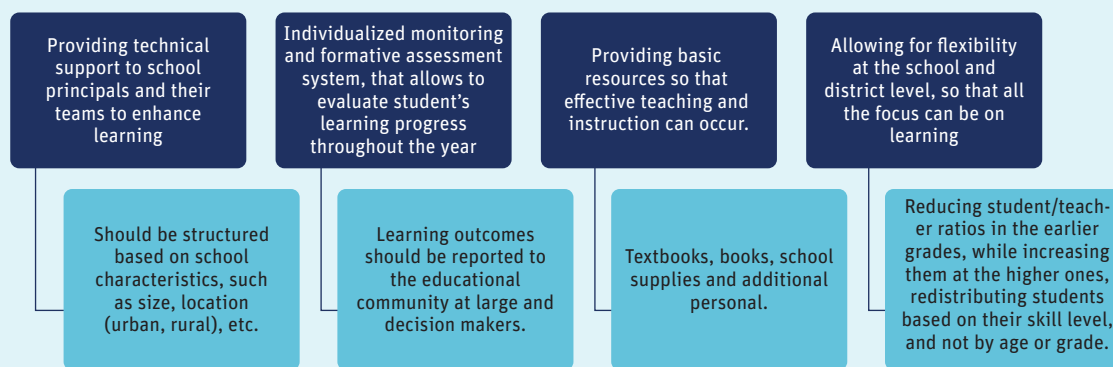 Providing technical
support to school
principals and their
teams to enhance
learning
Individualized monitoring
and formative assessment
system, that allows to
evaluate student's
learning progress
throughout the year
Providing basic
resources so that
effective teaching and
instruction can occur.
Allowing for flexibility
at the school and
district level, so that all
the focus can be on
learning
Should be structured
based on school
characteristics, such
as size, location
(urban, rural), etc.
Learning outcomes
should be reported to
the educational
community at large and
decision makers.
Textbooks, books, school
supplies and additional
personal.
Reducing student/teach-
er ratios in the earlier
grades, while increasing
them at the higher ones,
redistributing students
based on their skill level,
and not by age or grade.